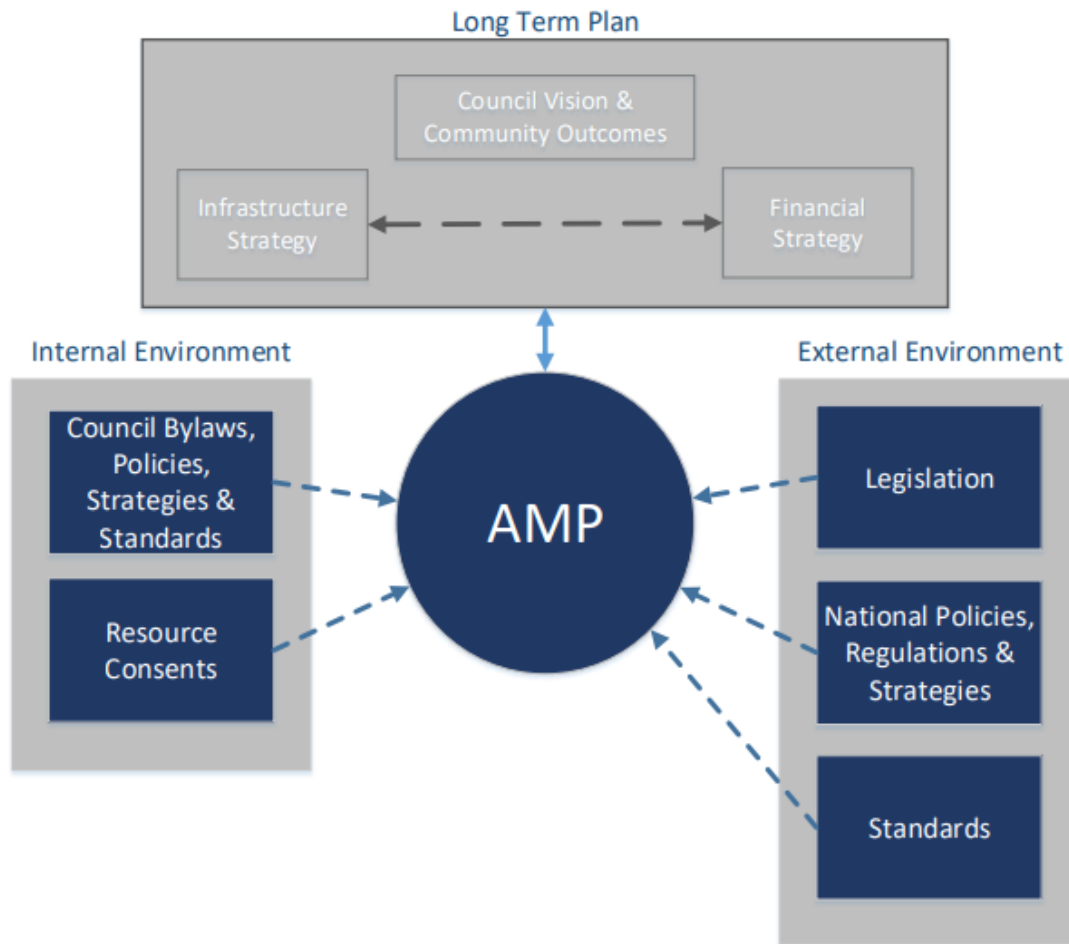 Long Term Plan
Council Vision &
Community Outcomes
Infrastructure
Strategy
Financial
Strategy
Internal Environment
Council Bylaws,
Policies,
Strategies &
Standards
Resource
Consents
AMP
External Environment
Legislation
National Policies,
Regulations &
Strategies
Standards